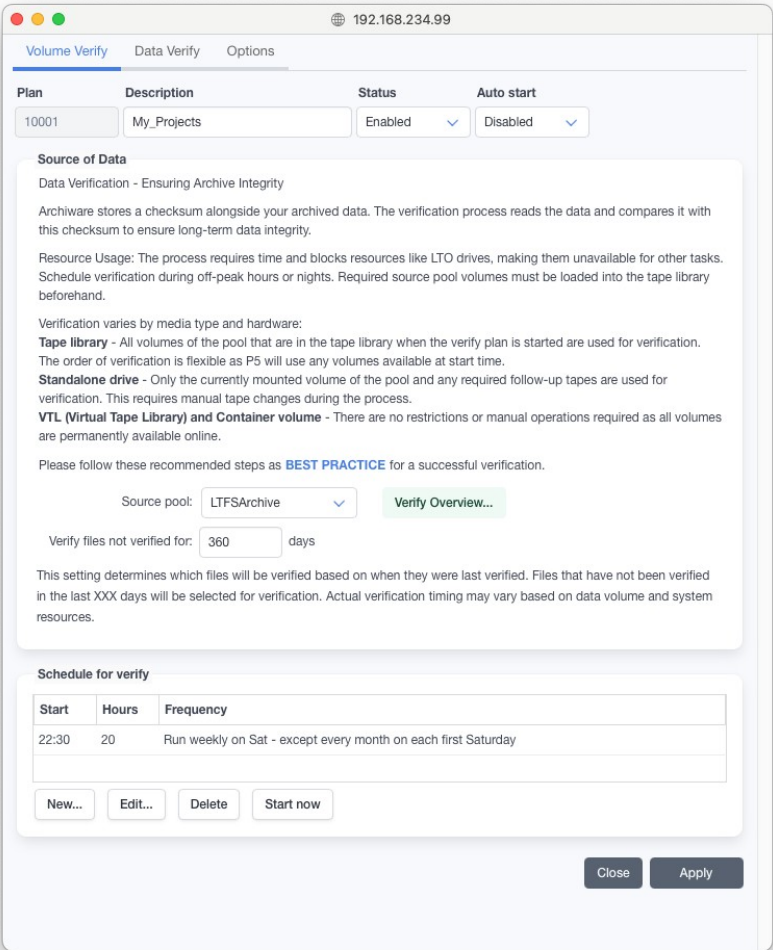 192.168.234.99
Volume Verify Data Verify Options
Plan Description Status Auto start
10001 My_Projects Enabled Disabled
Source of Data
Data Verification - Ensuring Archive Integrity
Archiware stores a checksum alongside your archived data. The verification process reads the data and compares it with
this checksum to ensure long-term data integrity.
Resource Usage: The process requires time and blocks resources like LTO drives, making them unavailable for other tasks.
Schedule verification during off-peak hours or nights. Required source pool volumes must be loaded into the tape library
beforehand.
Verification varies by media type and hardware:
Tape library - All volumes of the pool that are in the tape library when the verify plan is started are used for verification.
The order of verification is flexible as P5 will use any volumes available at start time.
Standalone drive - Only the currently mounted volume of the pool and any required follow-up tapes are used for
verification. This requires manual tape changes during the process.
VTL (Virtual Tape Library) and Container volume - There are no restrictions or manual operations required as all volumes
are permanently available online.
Please follow these recommended steps as BEST PRACTICE for a successful verification.
Source pool: LTFSArchive Verify Overview...
Verify files not verified for: 360 days
This setting determines which files will be verified based on when they were last verified. Files that have not been verified
in the last XXX days will be selected for verification. Actual verification timing may vary based on data volume and system
resources.
Schedule for verify
Start Hours Frequency
22:30 20 Run weekly on Sat - except every month on each first Saturday
New... Edit... Delete Start now
Close Apply